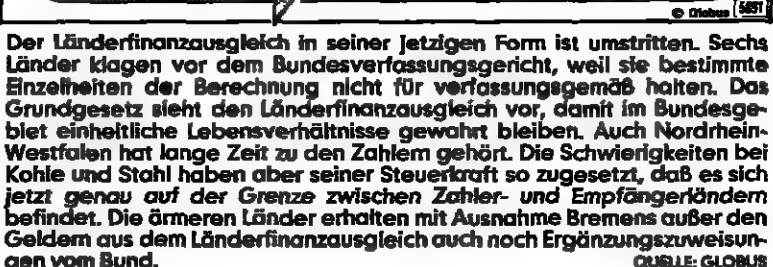 © Globus 5851
Der Länderfinanzausgleich in seiner jetzigen Form ist umstritten. Sechs
Länder klagen vor dem Bundesverfassungsgericht, weil sie bestimmte
Einzelheiten der Berechnung nicht für verfassungsgemäß halten. Das
Grundgesetz sieht den Länderfinanzausgleich vor, damit im Bundesge-
biet einheitliche Lebensverhältnisse gewahrt bleiben. Auch Nordrhein-
Westfalen hat lange Zeit zu den Zahlern gehört. Die Schwierigkeiten bei
Kohle und Stahl haben aber seiner Steuerkraft so zugesetzt, daß es sich
jetzt genau auf der Grenze zwischen Zahler- und Empfängerländern
befindet. Die ärmeren Länder erhalten mit Ausnahme Bremens außer den
Geldern aus dem Länderfinanzausgleich auch noch Ergänzungszuweisun-
gen vom Bund. QUELLE: GLOBUS